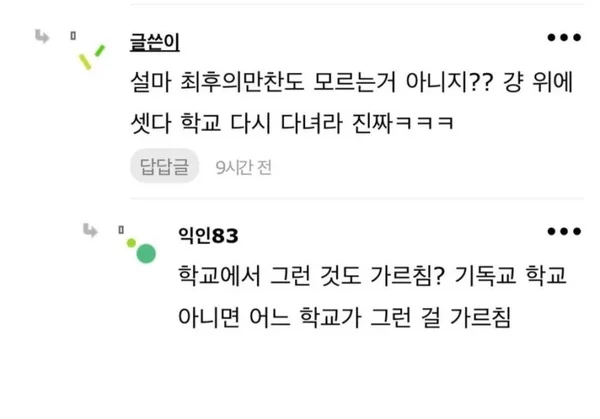 글쓴이
설마 최후의만찬도 모르는거 아니지?? 걍 위에
셋다 학교 다시 다녀라 진짜ㅋㅋㅋ
답답글 9시간 전
익인83
학교에서 그런 것도 가르침? 기독교 학교
아니면 어느 학교가 그런 걸 가르침